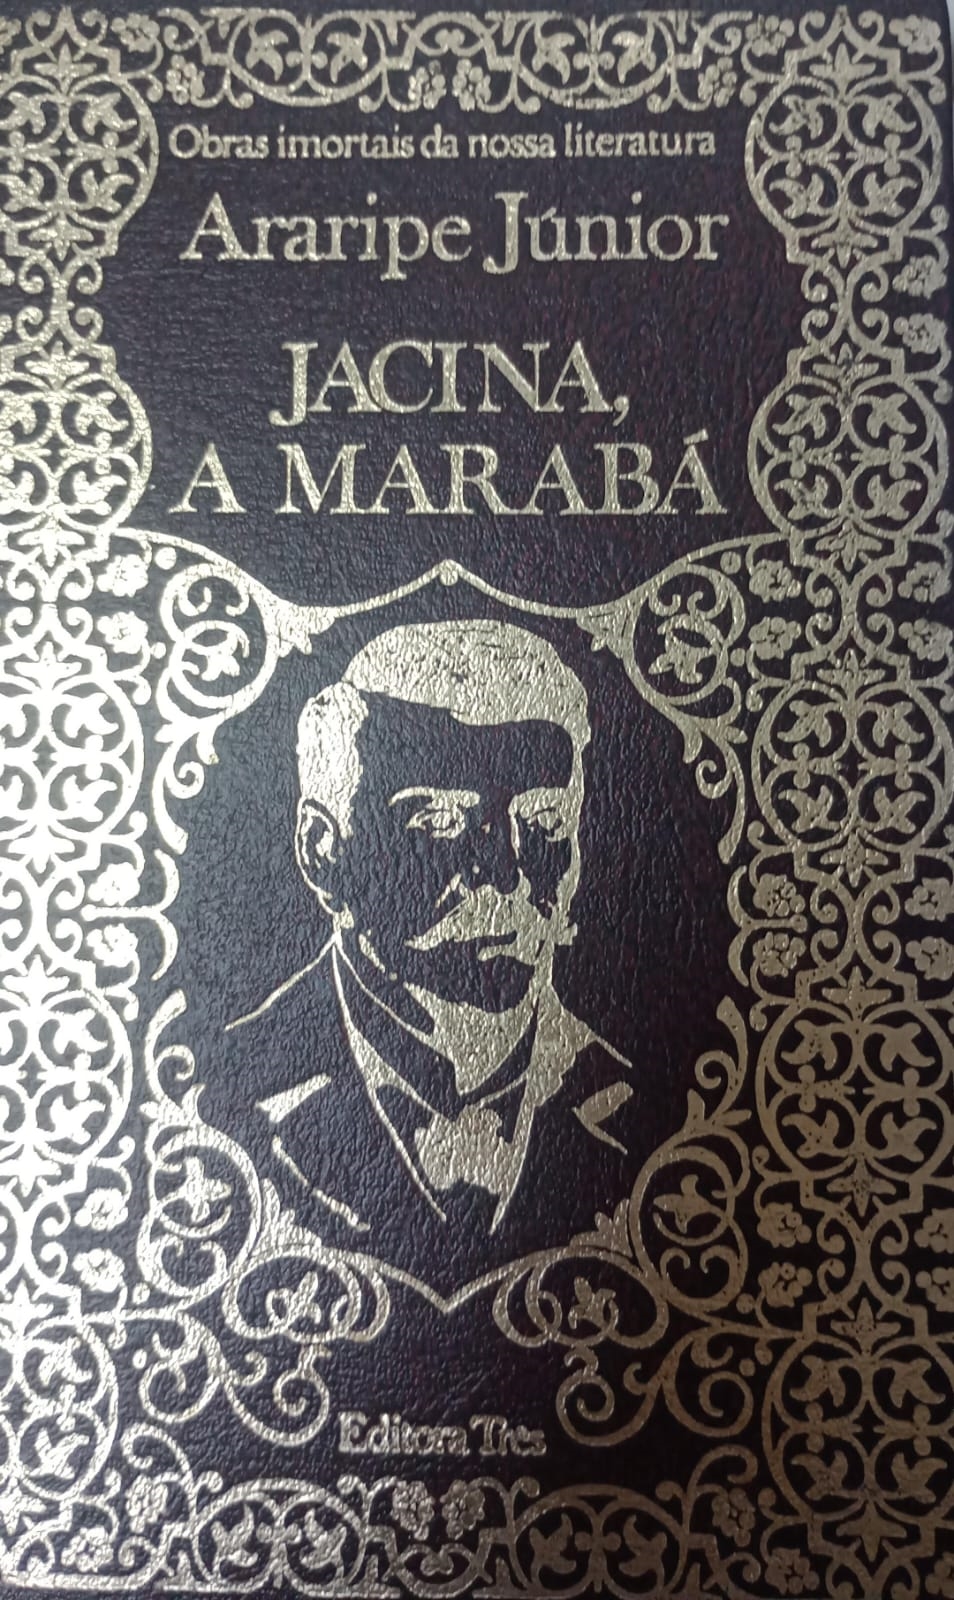 Obras imortais da nossa literatura
Araripe Júnior
JACINA,
A MARABÁ
Editora Três